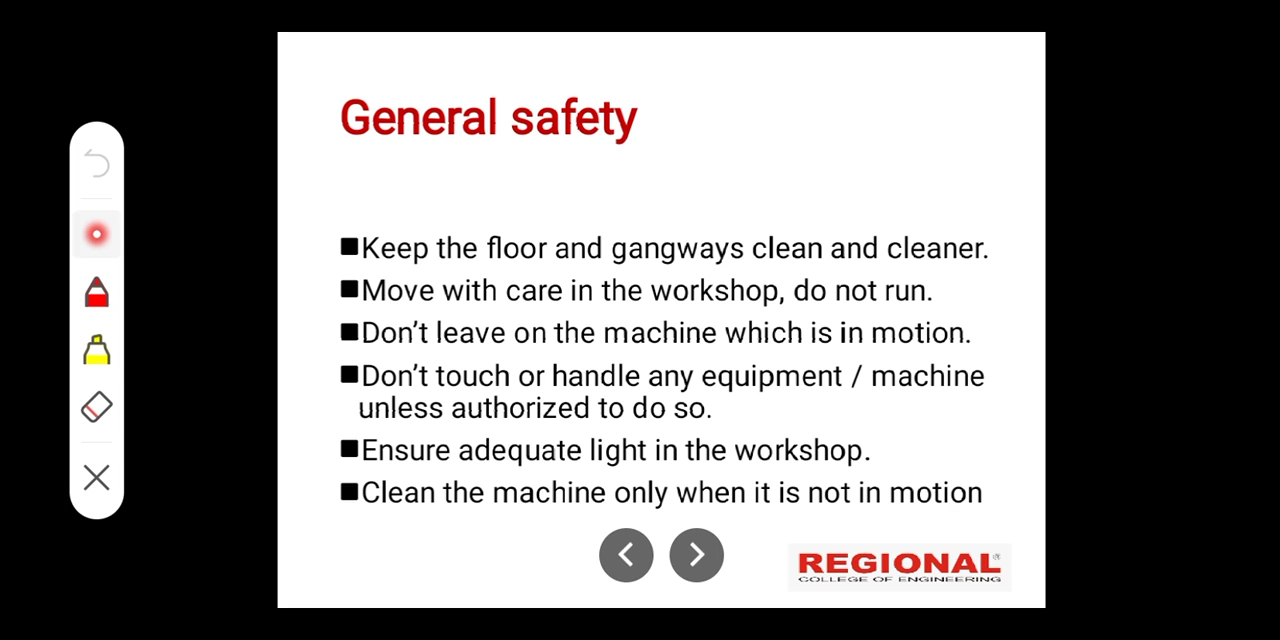 General safety
■Keep the floor and gangways clean and cleaner.
■Move with care in the workshop, do not run.
■Don’t leave on the machine which is in motion.
■Don’t touch or handle any equipment / machine
unless authorized to do so.
■Ensure adequate light in the workshop.
■Clean the machine only when it is not in motion
REGIONAL
COLLEGE OF ENGINEERING